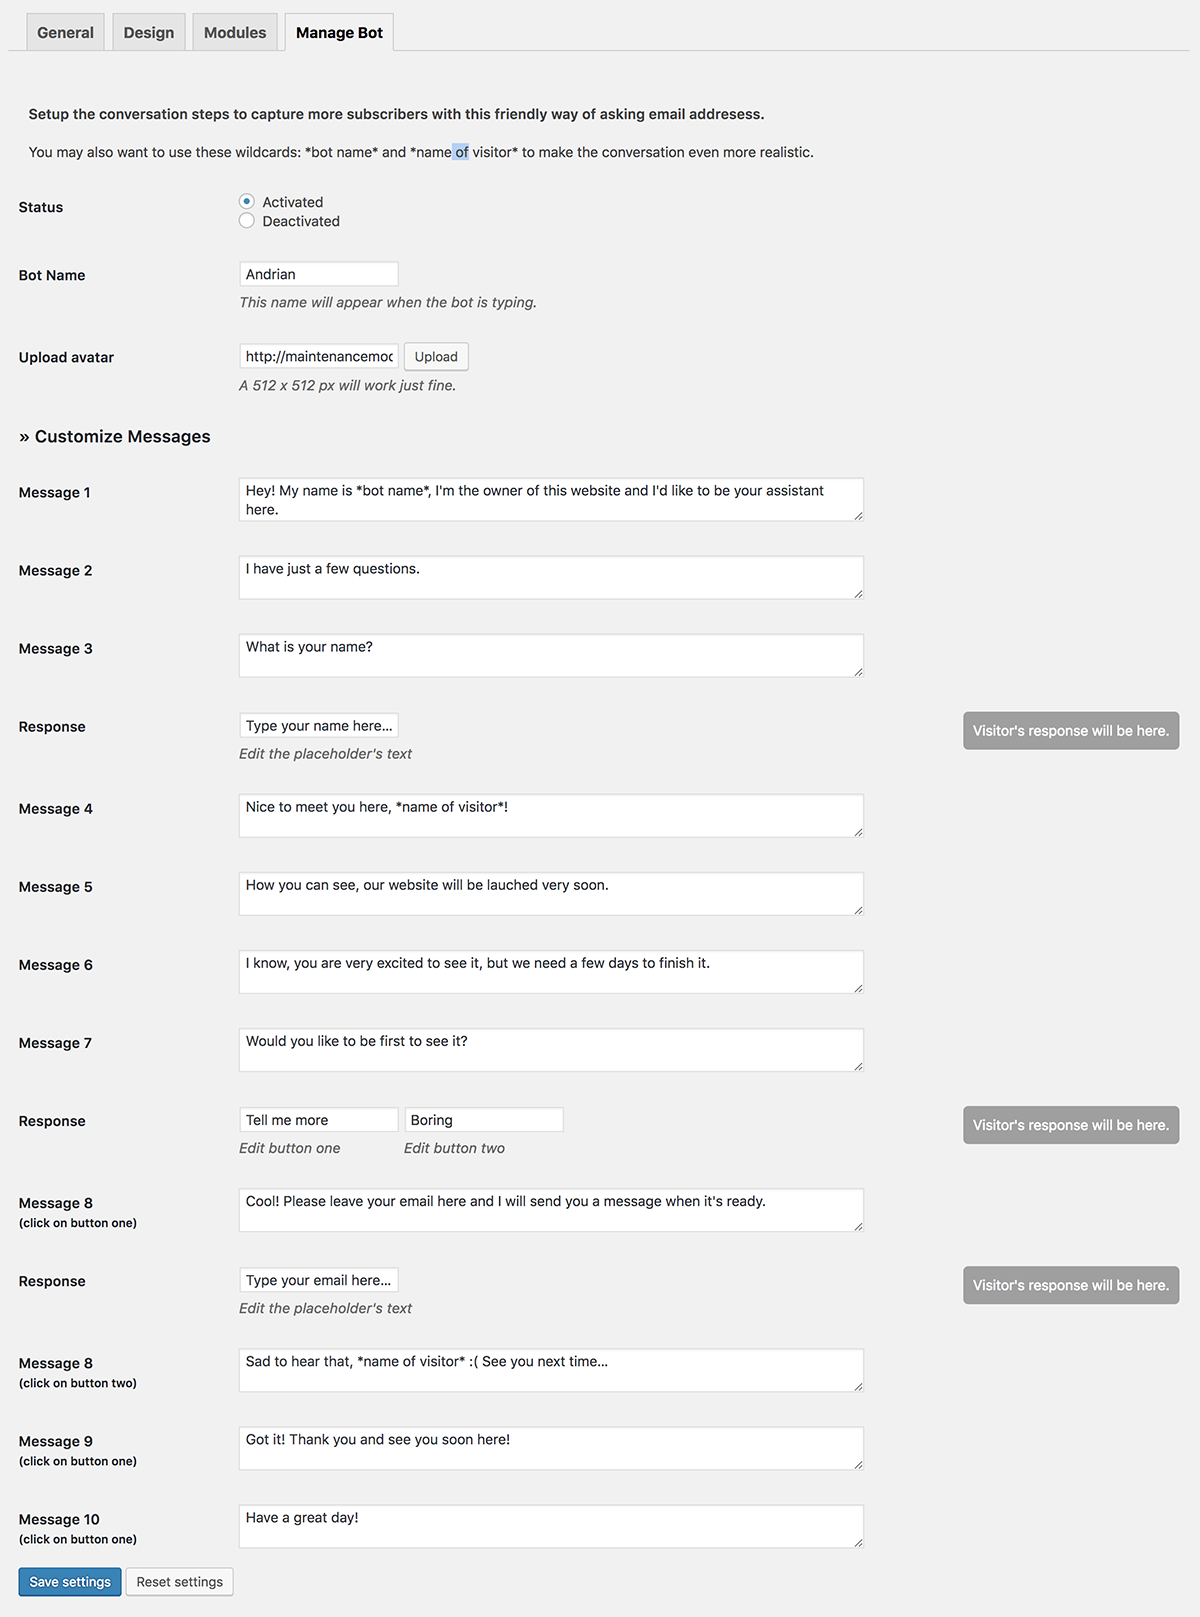 General Design Modules Manage Bot
Setup the conversation steps to capture more subscribers with this friendly way of asking email addresess.
You may also want to use these wildcards: *bot name* and *name of visitor* to make the conversation even more realistic.
Status
Activated
Deactivated
Bot Name
Andrian
This name will appear when the bot is typing.
Upload avatar
http://maintenancemoc Upload
A 512 x 512 px will work just fine.
» Customize Messages
Message 1
Hey! My name is *bot name*, I'm the owner of this website and I'd like to be your assistant
here.
Message 2
I have just a few questions.
Message 3
What is your name?
Response
Type your name here...
Visitor's response will be here.
Edit the placeholder's text
Message 4
Nice to meet you here, *name of visitor*!
Message 5
How you can see, our website will be lauched very soon.
Message 6
I know, you are very excited to see it, but we need a few days to finish it.
Message 7
Would you like to be first to see it?
Response
Tell me more Boring
Visitor's response will be here.
Edit button one Edit button two
Message 8
(click on button one)
Cool! Please leave your email here and I will send you a message when it's ready.
Response
Type your email here...
Visitor's response will be here.
Edit the placeholder's text
Message 8
(click on button two)
Sad to hear that, *name of visitor* :( See you next time...
Message 9
(click on button one)
Got it! Thank you and see you soon here!
Message 10
(click on button one)
Have a great day!
Save settings Reset settings